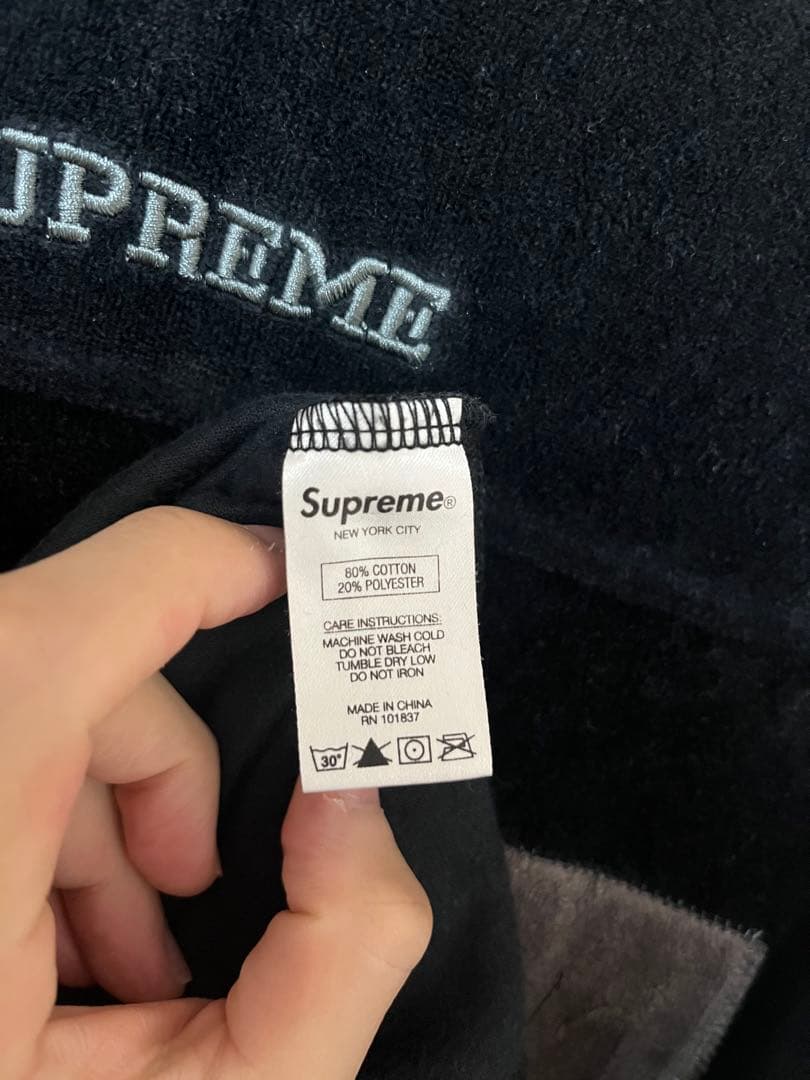 UPREME
Supreme®
NEW YORK CITY
80% COTTON
20% POLYESTER
CARE INSTRUCTIONS:
MACHINE WASH COLD
DO NOT BLEACH
TUMBLE DRY LOW
DO NOT IRON
MADE IN CHINA
RN 101837
30°